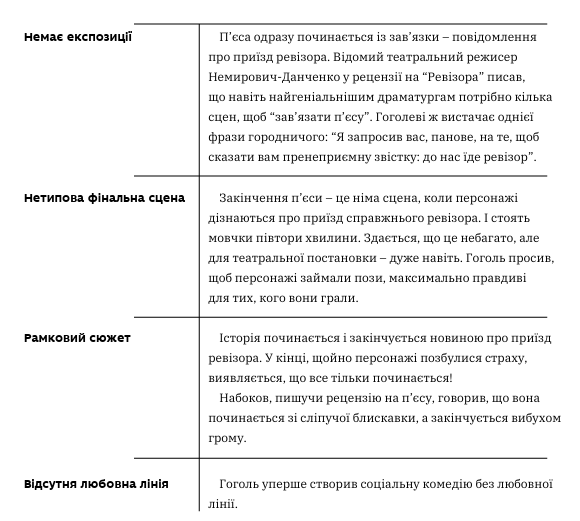 Немає експозиції
П’єса одразу починається із зав’язки – повідомлення
про приїзд ревізора. Відомий театральний режисер
Немирович-Данченко у рецензії на “Ревізора” писав,
що навіть найгеніальнішим драматургам потрібно кілька
сцен, щоб “зав’язати п’єсу”. Гоголеві ж вистачає однієї
фрази городничого: “Я запросив вас, панове, на те, щоб
сказати вам пренеприємну звістку: до нас їде ревізор”.
Нетипова фінальна сцена
Закінчення п’єси – це німа сцена, коли персонажі
дізнаються про приїзд справжнього ревізора. І стоять
мовчки півтори хвилини. Здається, що це небагато, але
для театральної постановки – дуже навіть. Гоголь просив,
щоб персонажі займали пози, максимально правдиві
для тих, кого вони грали.
Рамковий сюжет
Історія починається і закінчується новиною про приїзд
ревізора. У кінці, щойно персонажі позбулися страху,
виявляється, що все тільки починається!
Набоков, пишучи рецензію на п’єсу, говорив, що вона
починається зі сліпучої блискавки, а закінчується вибухом
грому.
Відсутня любовна лінія
Гоголь уперше створив соціальну комедію без любовної
лінії.